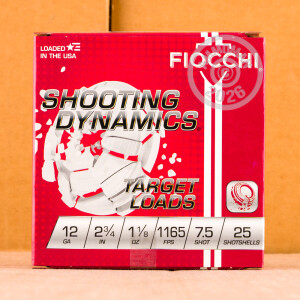 LOADED
IN THE USA
FIOCCHI
SHOOTING
DYNAMICS
TARGET
LOADS
12 2¾ 1⅛ 1165 7.5 25
GA IN OZ FPS SHOT SHOTSHELLS